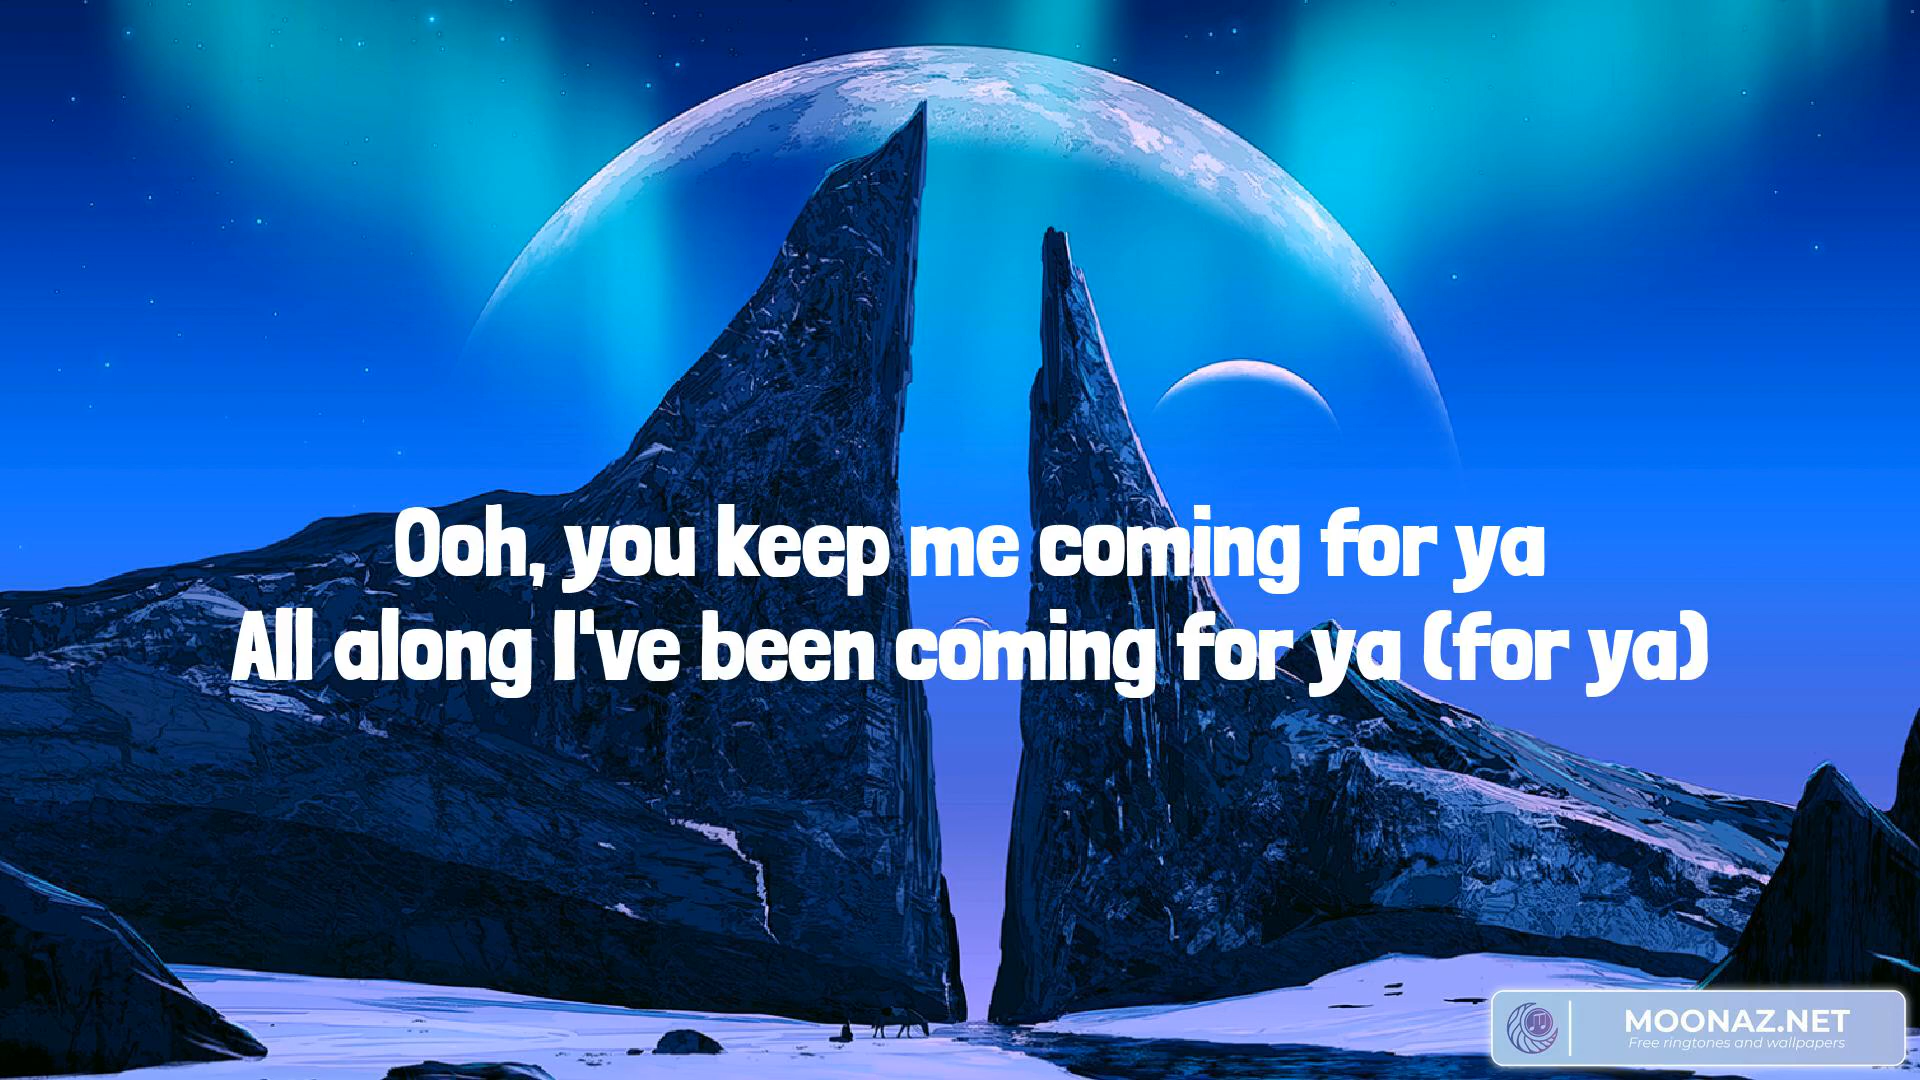 Ooh, you keep me coming for ya
All along I've been coming for ya (for ya)
MOONAZ.NET
Free ringtones and wallpapers